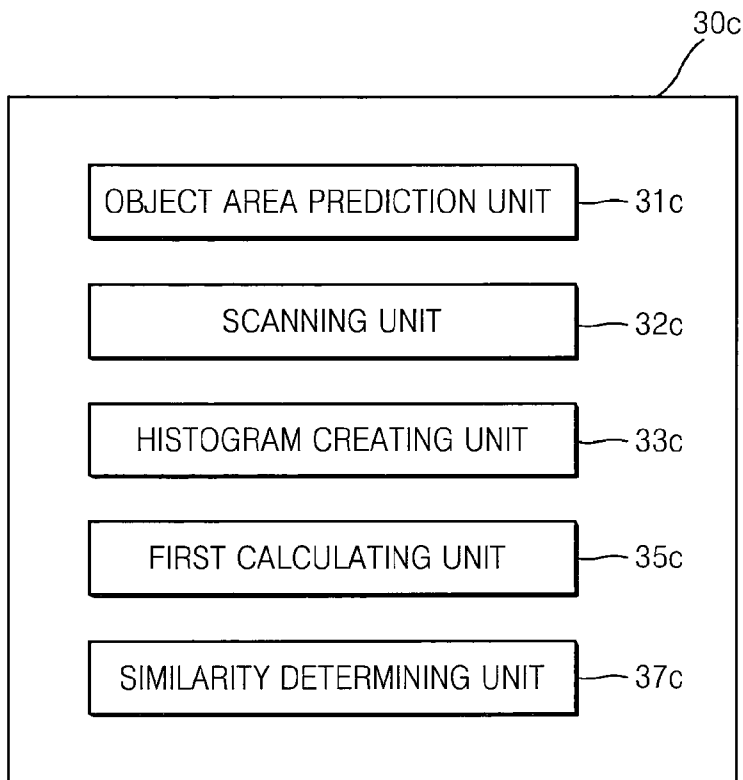 30c
OBJECT AREA PREDICTION UNIT 31c
SCANNING UNIT 32c
HISTOGRAM CREATING UNIT 33c
FIRST CALCULATING UNIT 35c
SIMILARITY DETERMINING UNIT 37c